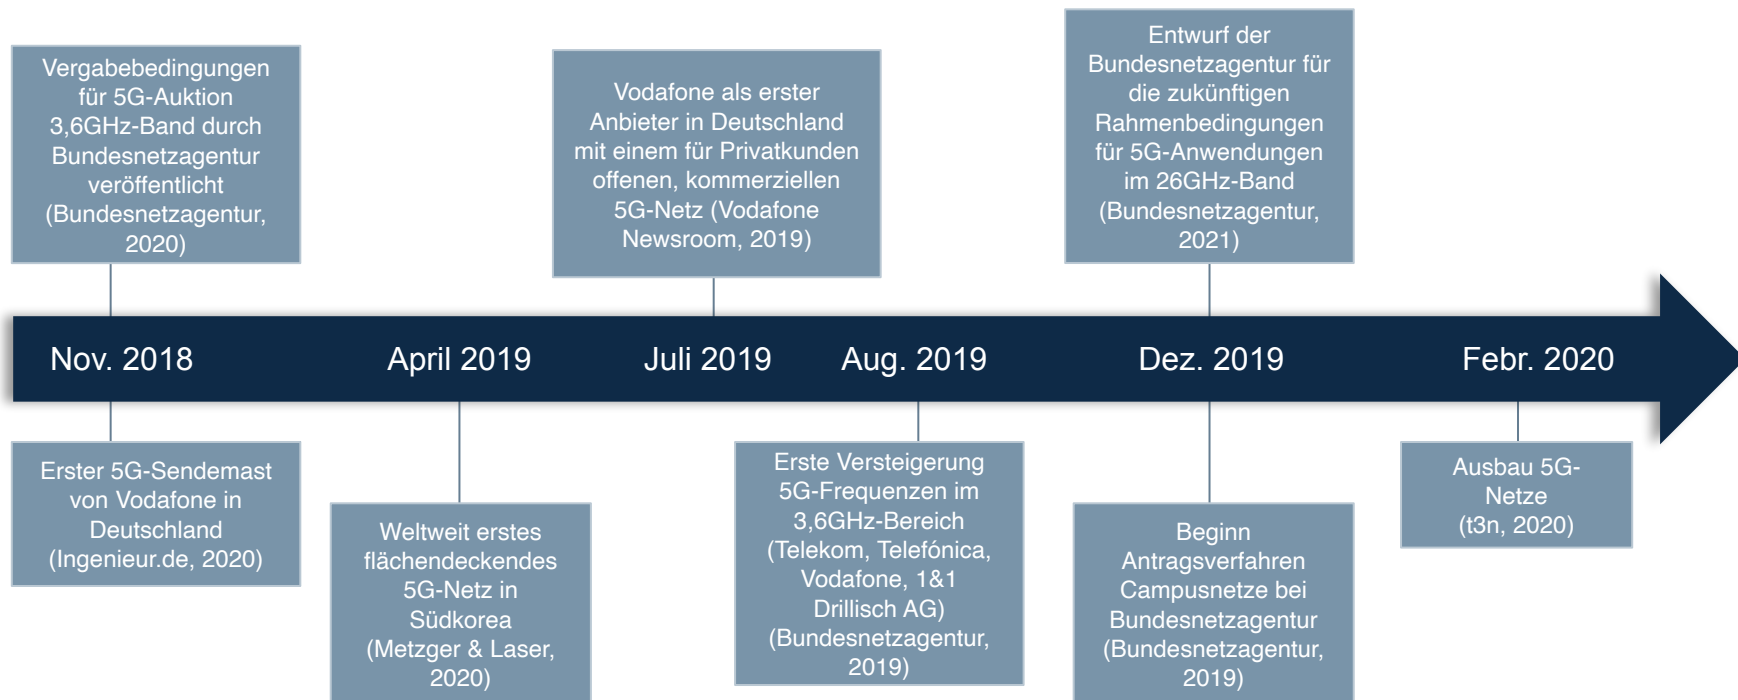 Vergabebedingungen
für 5G-Auktion
3,6GHz-Band durch
Bundesnetzagentur
veröffentlicht
(Bundesnetzagentur,
2020)
Vodafone als erster
Anbieter in Deutschland
mit einem für Privatkunden
offenen, kommerziellen
5G-Netz (Vodafone
Newsroom, 2019)
Entwurf der
Bundesnetzagentur für
die zukünftigen
Rahmenbedingungen
für 5G-Anwendungen
im 26GHz-Band
(Bundesnetzagentur,
2021)
Nov. 2018
April 2019
Juli 2019
Aug. 2019
Dez. 2019
Febr. 2020
Erster 5G-Sendemast
von Vodafone in
Deutschland
(Ingenieur.de, 2020)
Weltweit erstes
flächendeckendes
5G-Netz in
Südkorea
(Metzger & Laser,
2020)
Erste Versteigerung
5G-Frequenzen im
3,6GHz-Bereich
(Telekom, Telefónica,
Vodafone, 1&1
Drillisch AG)
(Bundesnetzagentur,
2019)
Beginn
Antragsverfahren
Campusnetze bei
Bundesnetzagentur
(Bundesnetzagentur,
2019)
Ausbau 5G-
Netze
(t3n, 2020)